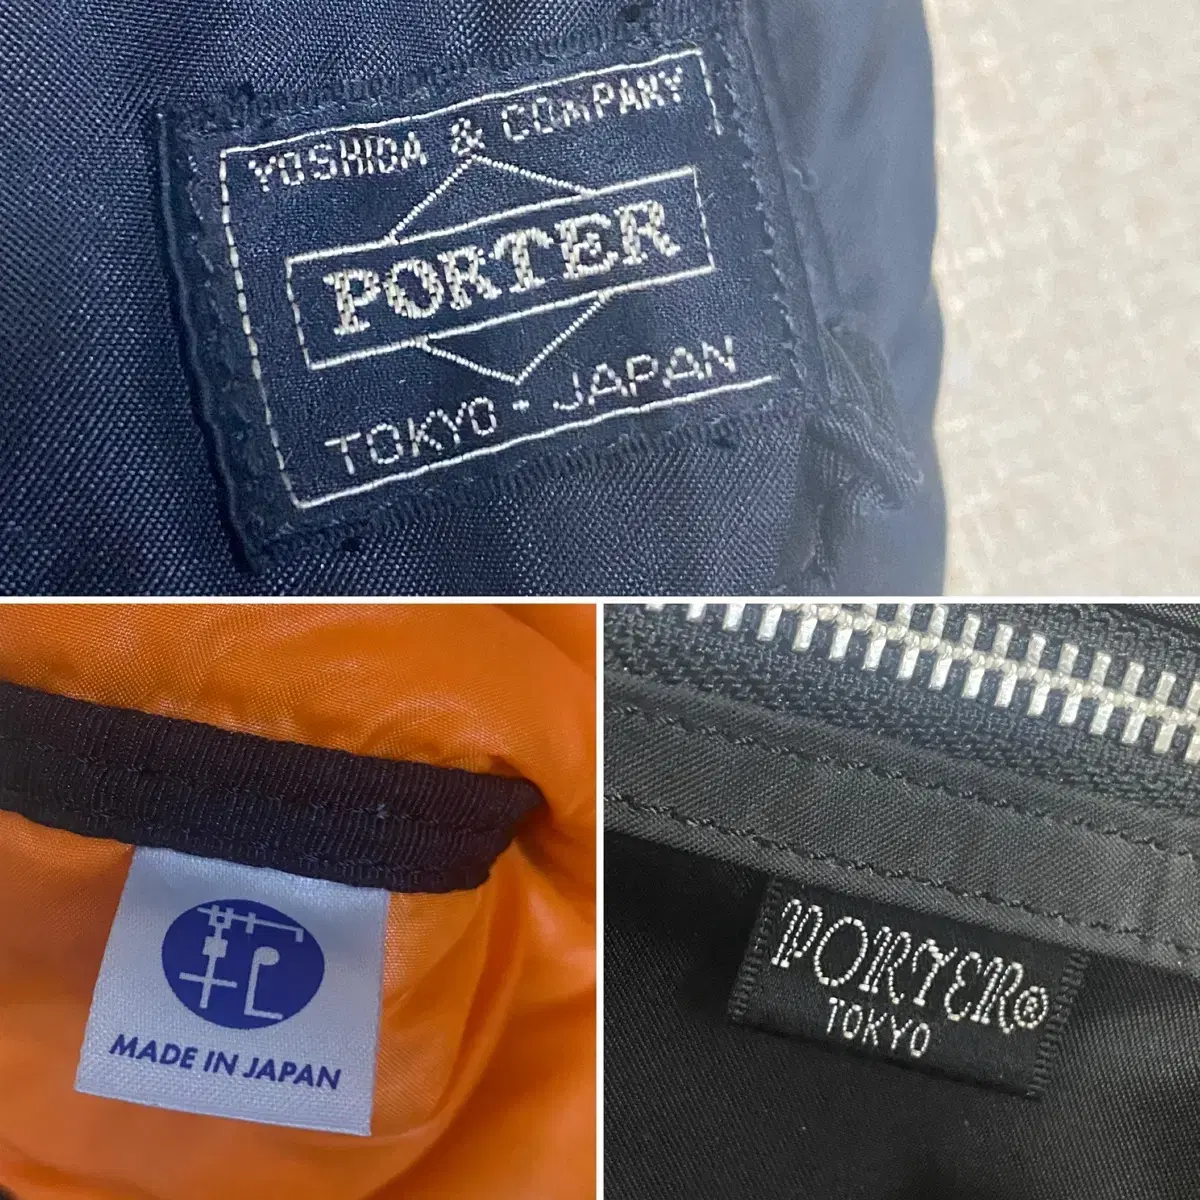 YOSHIDA & COMPANY
PORTER
TOKYO - JAPAN
MADE IN JAPAN
PORTER®
TOKYO